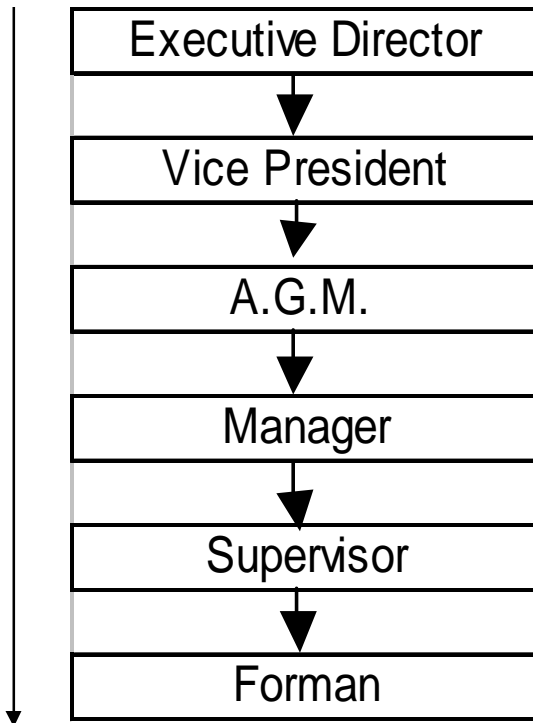 Executive Director
Vice President
A.G.M.
Manager
Supervisor
Forman